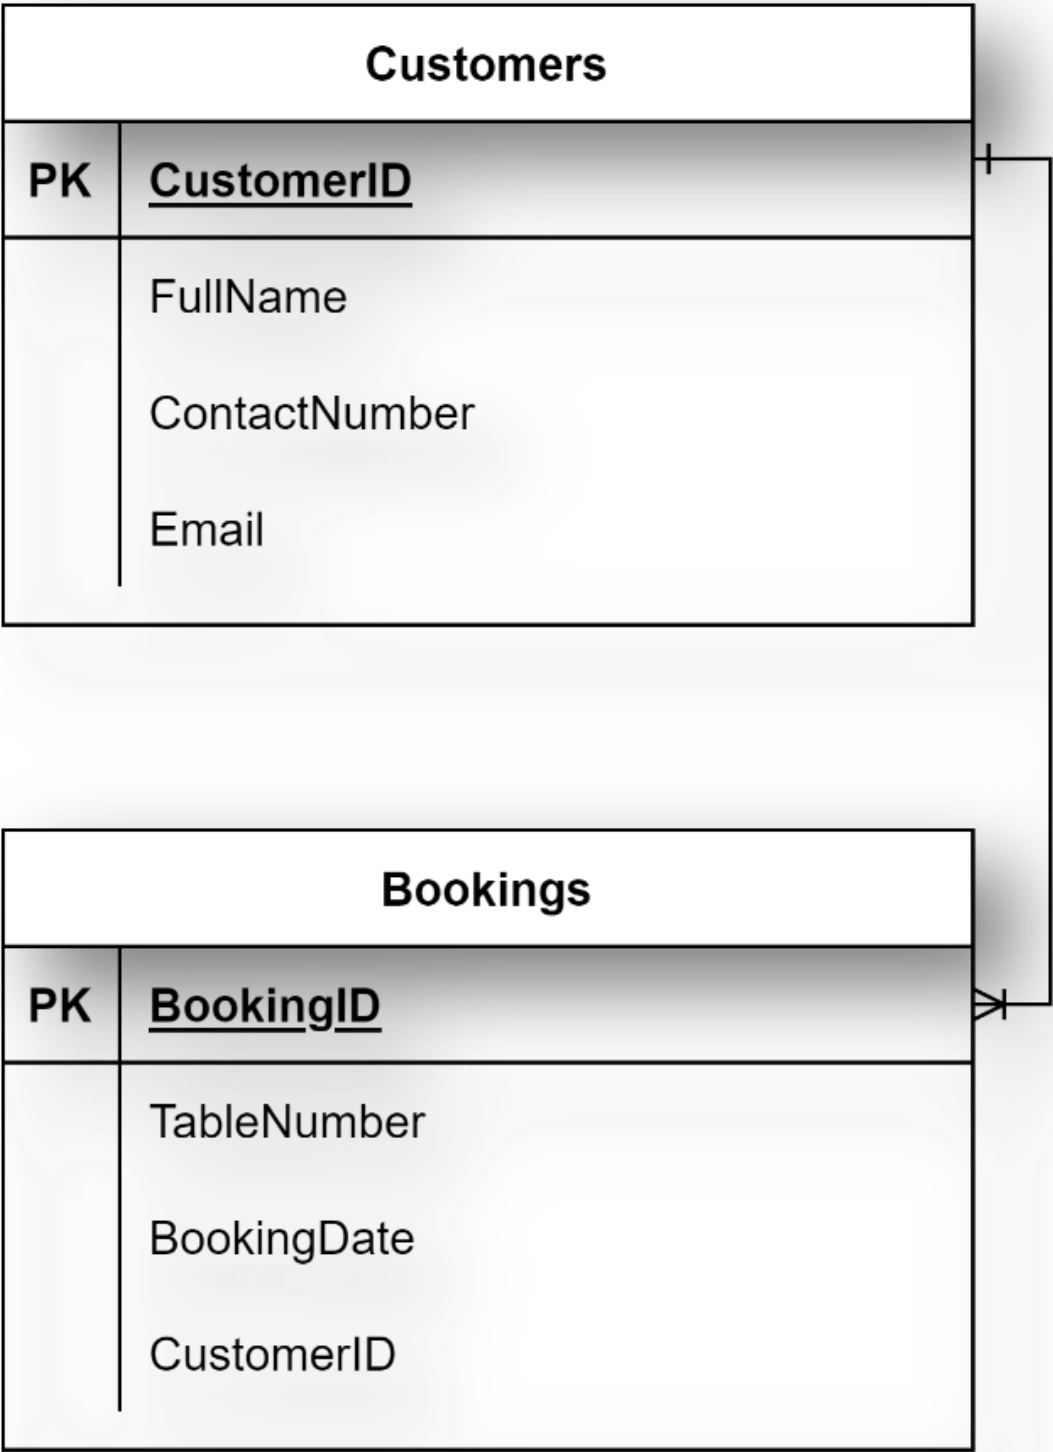 Customers
PK CustomerID
FullName
ContactNumber
Email
Bookings
PK BookingID
TableNumber
BookingDate
CustomerID